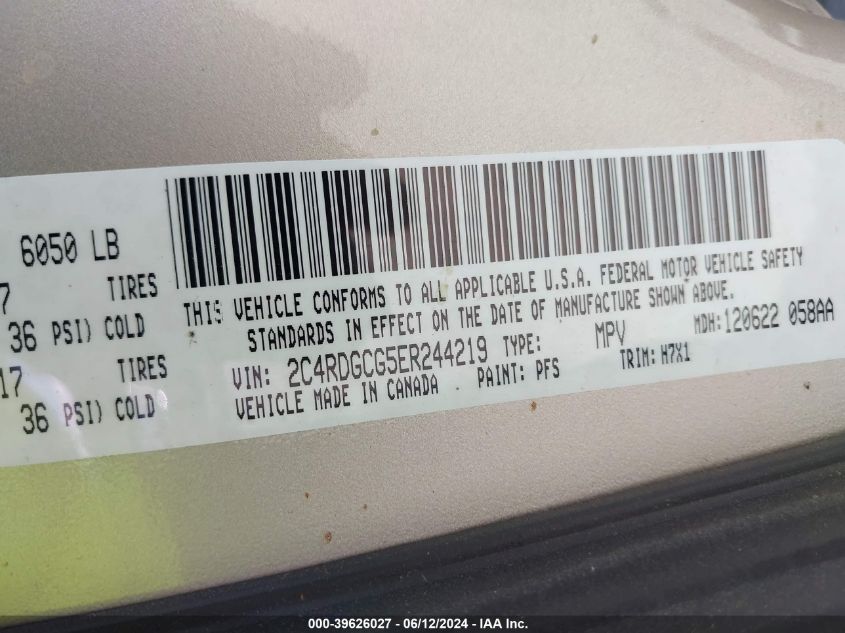 6050 LB
7 TIRES
36 PSI) COLD
17 TIRES
36 PSI) COLD
THIS VEHICLE CONFORMS TO ALL APPLICABLE U.S.A. FEDERAL MOTOR VEHICLE SAFETY
STANDARDS IN EFFECT ON THE DATE OF MANUFACTURE SHOWN ABOVE.
MDH: 120622 058AA
VIN: 2C4RDGCG5ER244219 TYPE: MPV
VEHICLE MADE IN CANADA PAINT: PFS TRIM: H7X1
000-39626027 - 06/12/2024 - IAA Inc.